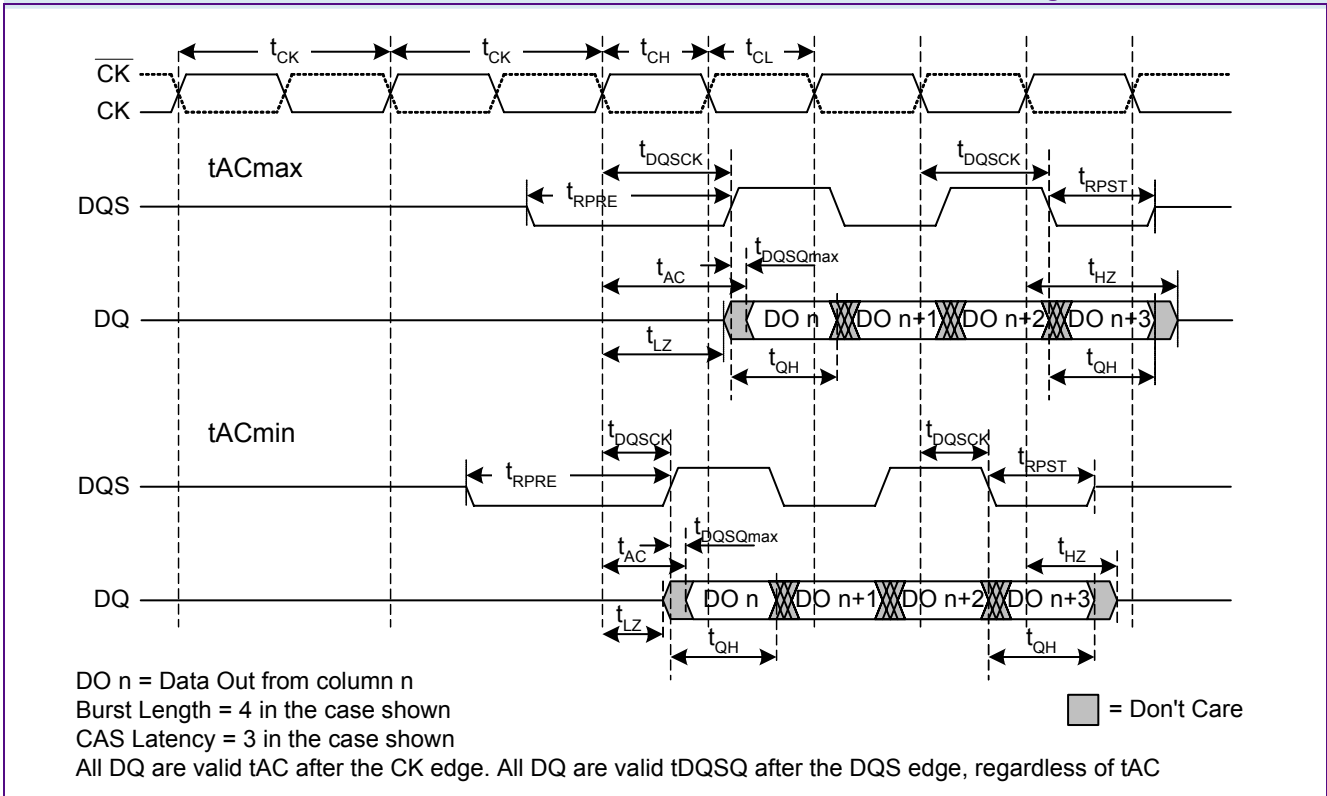 tCK tCK tCH tCL
CK
CK
tACmax
tDQSCK tDQSCK
tRPRE tRPST
DQS
tDQSQmax
tAC tHZ
DQ DO n DO n+1 DO n+2 DO n+3
tLZ
tQH tQH
tACmin
tDQSCK tDQSCK
tRPRE tRPST
DQS
tDQSQmax
tAC tHZ
DQ DO n DO n+1 DO n+2 DO n+3
tLZ
tQH tQH
DO n = Data Out from column n
Burst Length = 4 in the case shown
= Don't Care
CAS Latency = 3 in the case shown
All DQ are valid tAC after the CK edge. All DQ are valid tDQSQ after the DQS edge, regardless of tAC